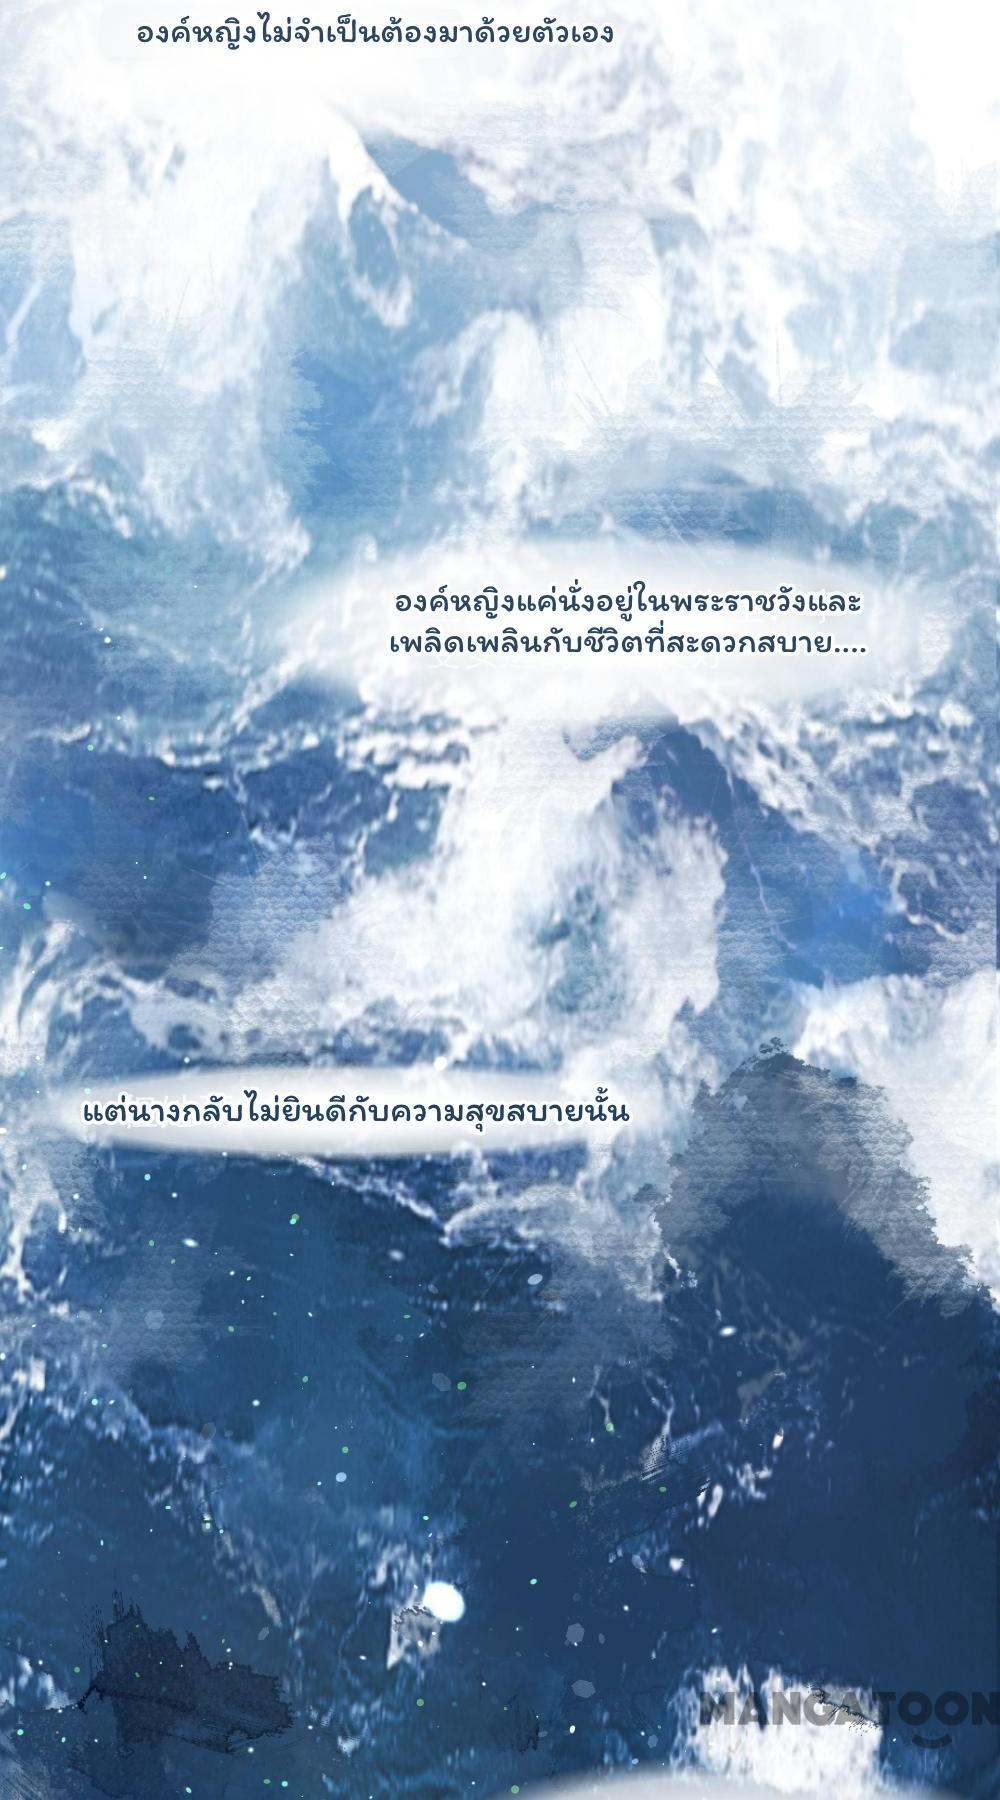 องค์หญิงไม่จำเป็นต้องมาด้วยตัวเอง
องค์หญิงแค่นั่งอยู่ในพระราชวังและ
เพลิดเพลินกับชีวิตที่สะดวกสบาย....
แต่นางกลับไม่ยินดีกับความสุขสบายนั้น
MANGATOON